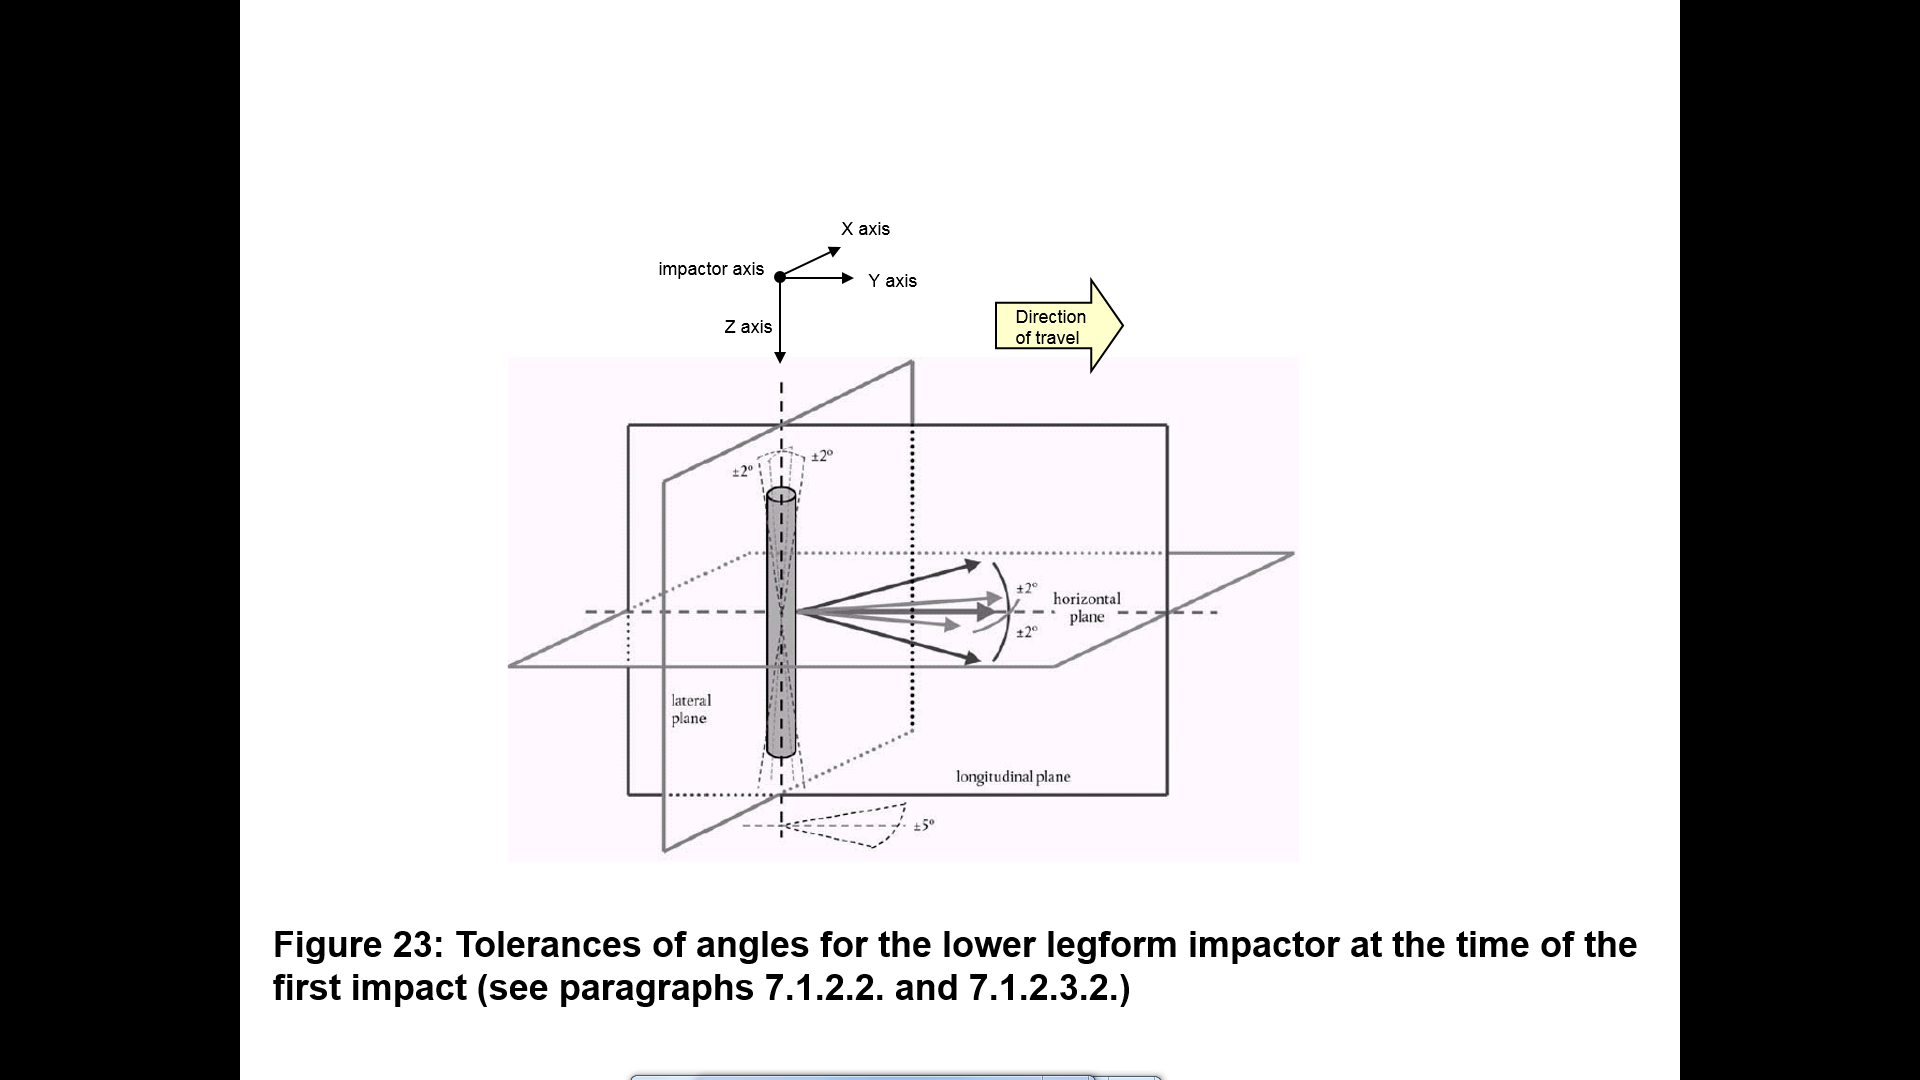 X axis
impactor axis
Y axis
Z axis
Direction
of travel
±2°
±2°
±2°
horizontal
plane
±2°
lateral
plane
longitudinal plane
±5°
Figure 23: Tolerances of angles for the lower legform impactor at the time of the
first impact (see paragraphs 7.1.2.2. and 7.1.2.3.2.)